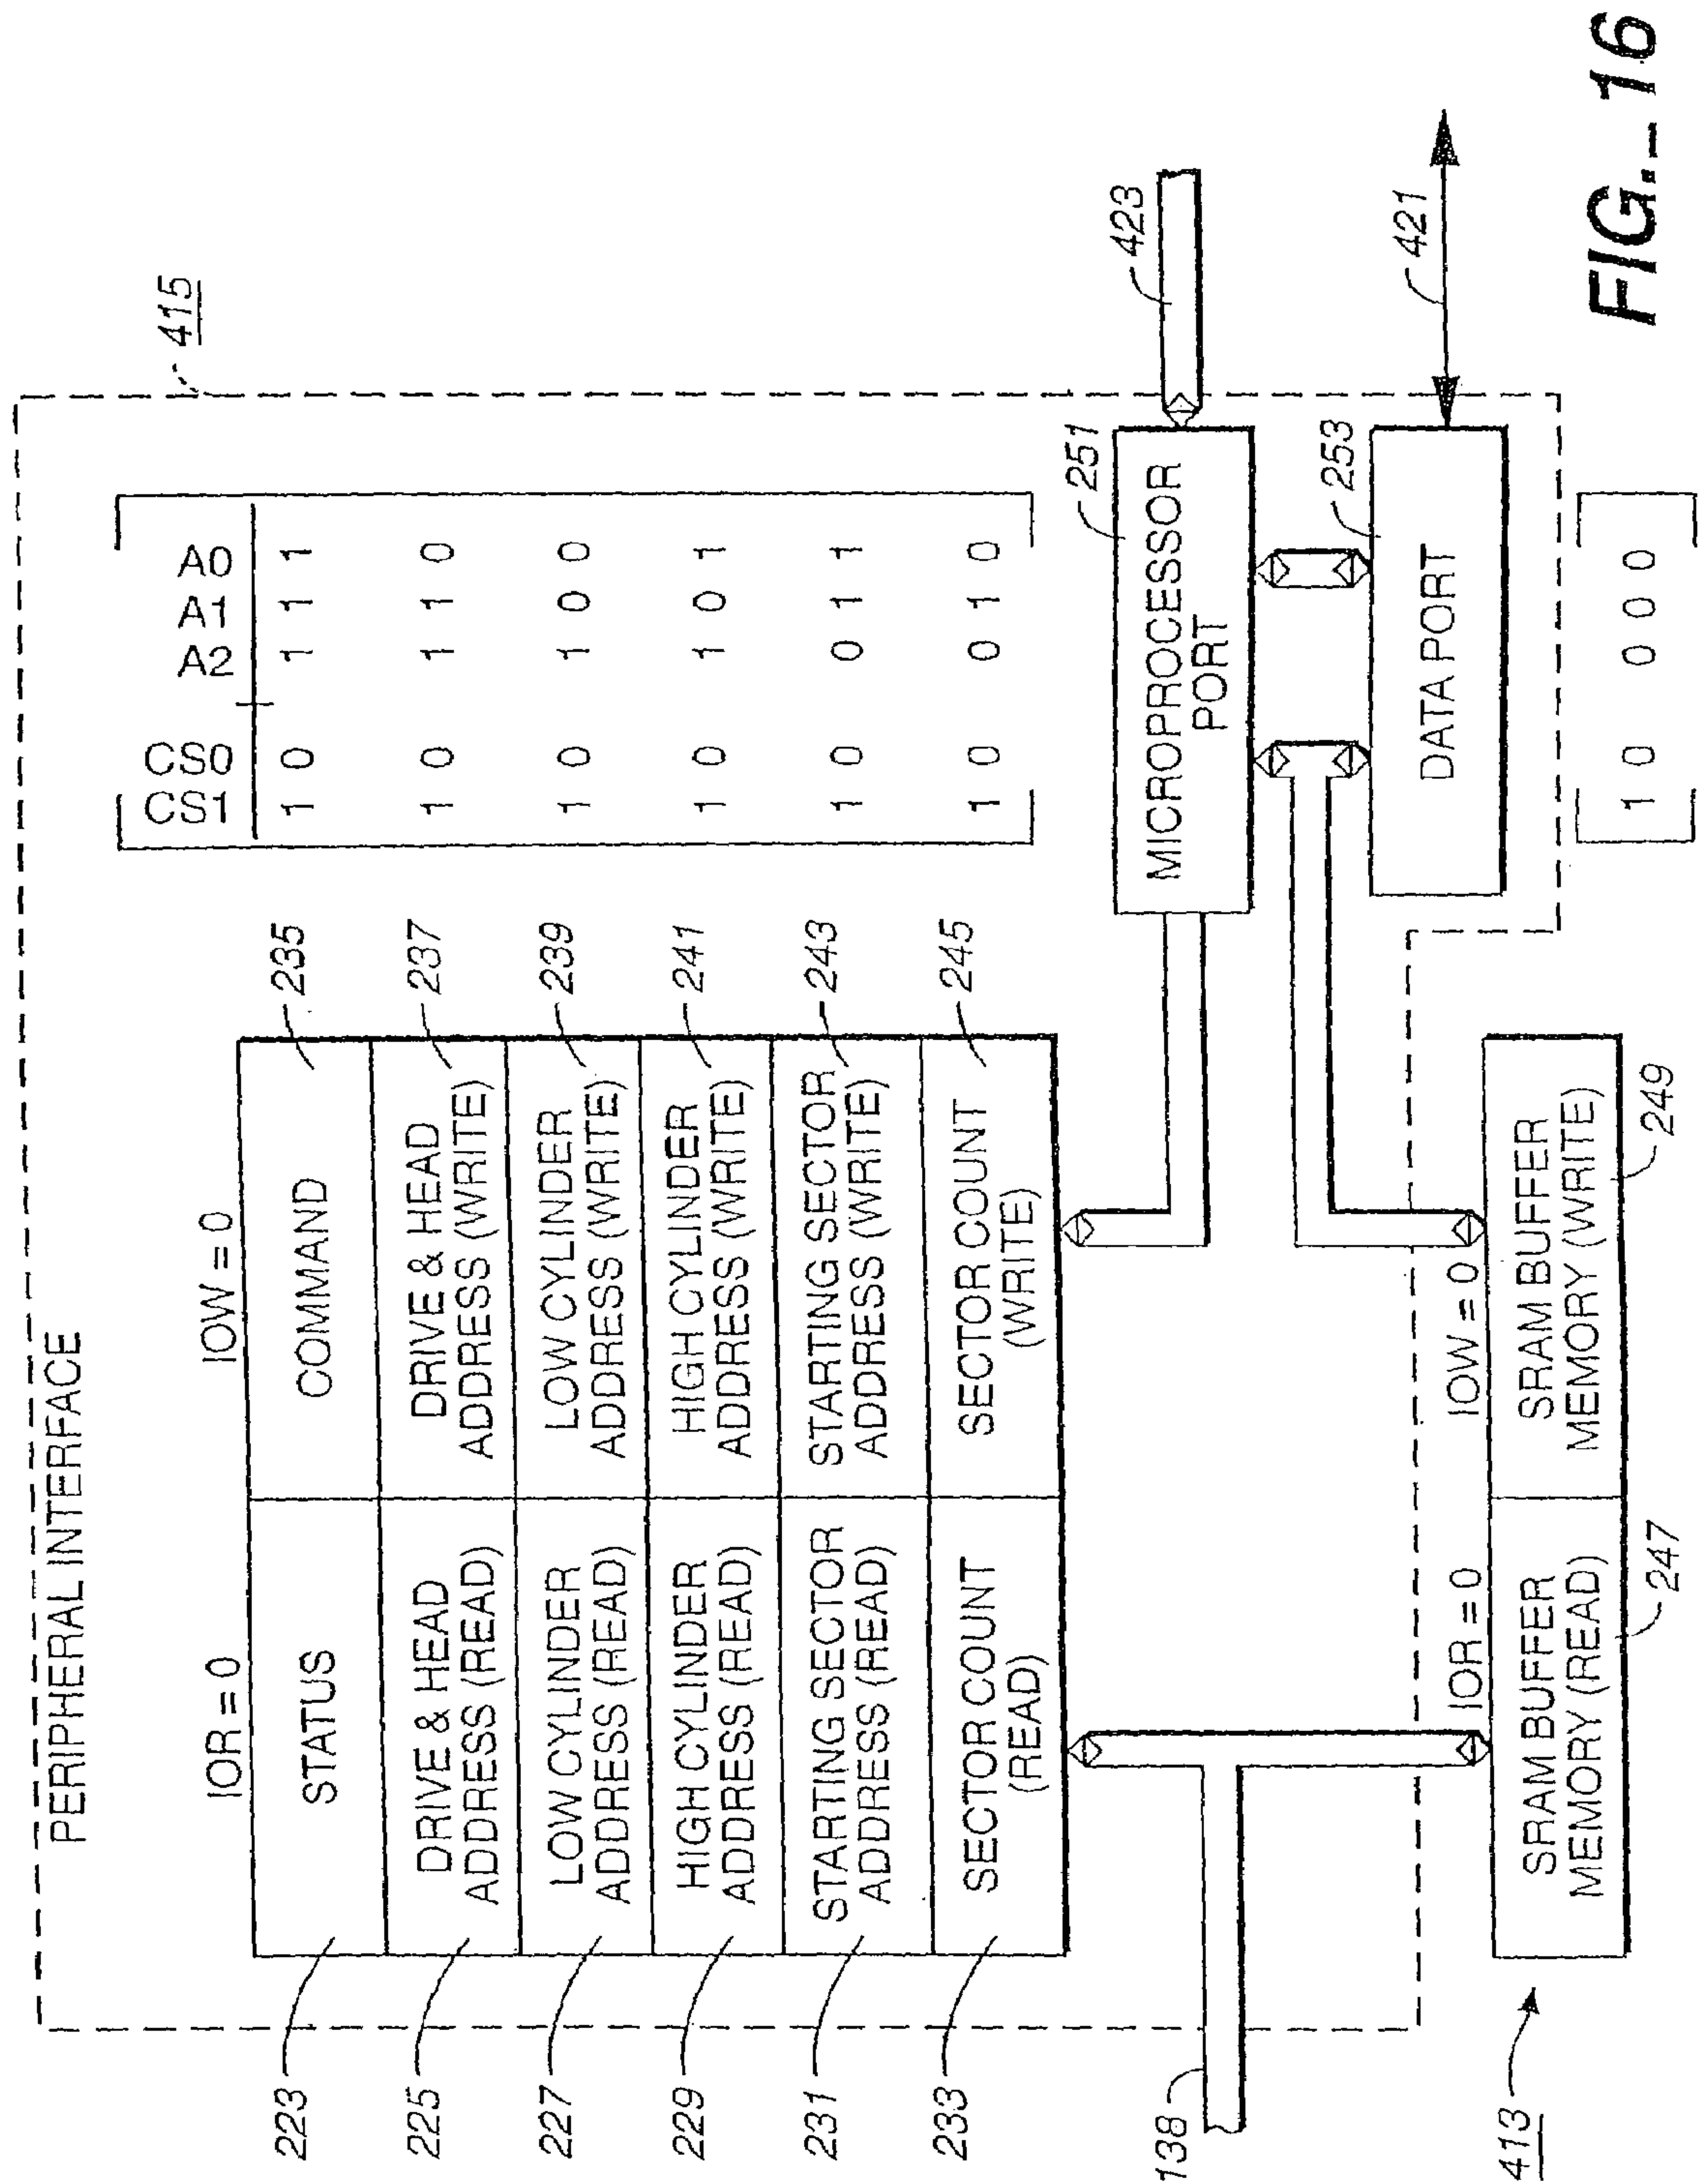 PERIPHERAL INTERFACE
415
IOR = 0
IOW = 0
CS1 CS0 A2 A1 A0
223
STATUS
COMMAND
235
1 0 1 1 1
225
DRIVE & HEAD
ADDRESS (READ)
DRIVE & HEAD
ADDRESS (WRITE)
237
1 0 1 1 0
227
LOW CYLINDER
ADDRESS (READ)
LOW CYLINDER
ADDRESS (WRITE)
239
1 0 1 0 0
229
HIGH CYLINDER
ADDRESS (READ)
HIGH CYLINDER
ADDRESS (WRITE)
241
1 0 1 0 1
231
STARTING SECTOR
ADDRESS (READ)
STARTING SECTOR
ADDRESS (WRITE)
243
1 0 0 1 1
233
SECTOR COUNT
(READ)
SECTOR COUNT
(WRITE)
245
1 0 0 1 0
138
MICROPROCESSOR
PORT
251
423
DATA PORT
253
421
413
IOR = 0
IOW = 0
SRAM BUFFER
MEMORY (READ)
SRAM BUFFER
MEMORY (WRITE)
247
249
1 0 0 0 0
FIG._16